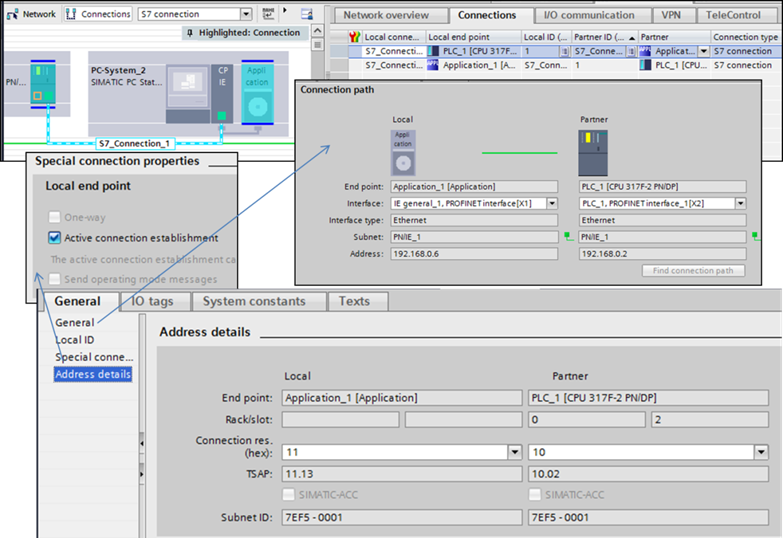 Network
Connections
S7 connection
Highlighted: Connection
PN/...
PC-System_2
SIMATIC PC Stat...
CP
IE
Appli
cation
S7_Connection_1
Network overview
Connections
I/O communication
VPN
TeleControl
Local conne...
Local end point
Local ID (...
Partner ID (...
Partner
Connection type
S7_Connecti...
PLC_1 [CPU 317F...
1
S7_Conne...
Applicat...
S7 connection
S7_Connecti...
Application_1 [A...
S7_Conn...
1
PLC_1 [CPU ...
S7 connection
Connection path
Local
Partner
Appli
cation
End point:
Application_1 [Application]
PLC_1 [CPU 317F-2 PN/DP]
Interface:
IE general_1, PROFINET interface[X1]
PLC_1, PROFINET interface_1[X2]
Interface type:
Ethernet
Ethernet
Subnet:
PN/IE_1
PN/IE_1
Address:
192.168.0.6
192.168.0.2
Find connection path
Special connection properties
Local end point
One-way
Active connection establishment
The active connection establishment ca
Send operating mode messages
General
IO tags
System constants
Texts
General
Local ID
Special conne...
Address details
Address details
Local
Partner
End point:
Application_1 [Application]
PLC_1 [CPU 317F-2 PN/DP]
Rack/slot:
0
2
Connection res.
(hex):
11
10
TSAP:
11.13
10.02
SIMATIC-ACC
SIMATIC-ACC
Subnet ID:
7EF5 - 0001
7EF5 - 0001